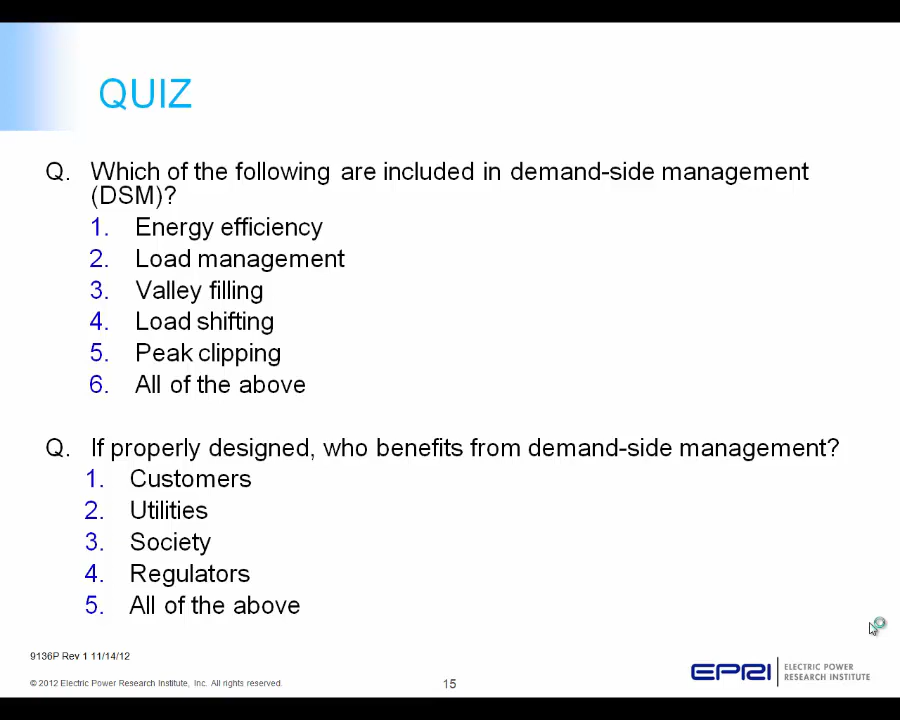 QUIZ
Q. Which of the following are included in demand-side management
(DSM)?
1. Energy efficiency
2. Load management
3. Valley filling
4. Load shifting
5. Peak clipping
6. All of the above
Q. If properly designed, who benefits from demand-side management?
1. Customers
2. Utilities
3. Society
4. Regulators
5. All of the above
9136P Rev 1 11/14/12
© 2012 Electric Power Research Institute, Inc. All rights reserved.
15
EPRI
ELECTRIC POWER
RESEARCH INSTITUTE